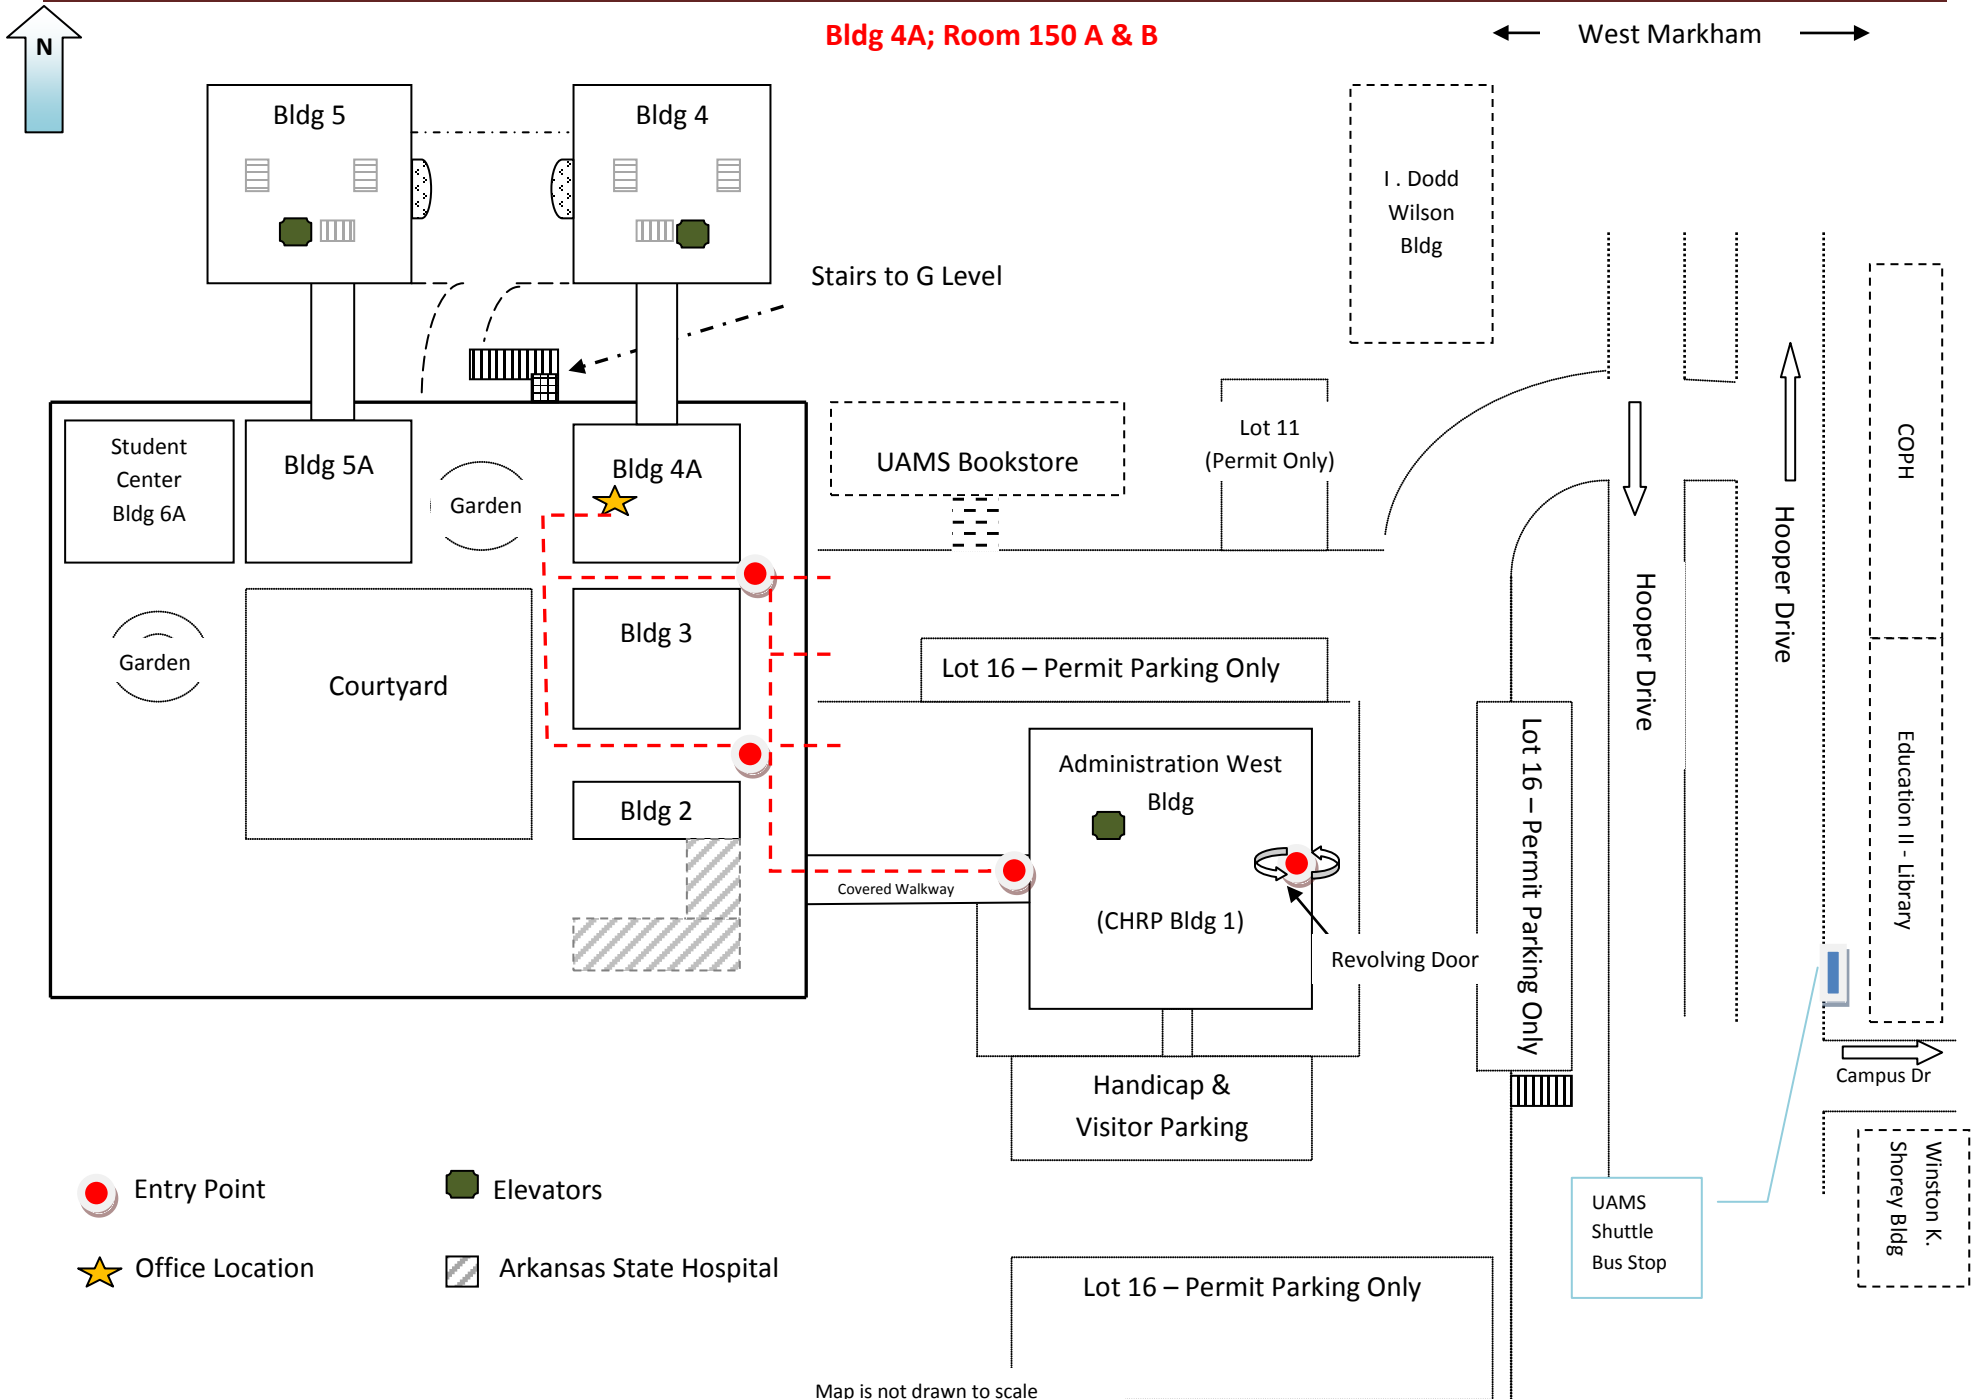 Bldg 4A; Room 150 A & B
West Markham
N
Bldg 5
Bldg 4
I . Dodd
Wilson
Bldg
Stairs to G Level
Student
Center
Bldg 6A
Bldg 5A
Garden
Bldg 4A
UAMS Bookstore
Lot 11
(Permit Only)
COPH
Hooper Drive
Hooper Drive
Garden
Courtyard
Bldg 3
Lot 16 – Permit Parking Only
Lot 16 – Permit Parking Only
Education II - Library
Administration West
Bldg
Bldg 2
Covered Walkway
(CHRP Bldg 1)
Revolving Door
Campus Dr
Handicap &
Visitor Parking
Winston K.
Shorey Bldg
Entry Point
Elevators
UAMS
Shuttle
Bus Stop
Office Location
Arkansas State Hospital
Lot 16 – Permit Parking Only
Map is not drawn to scale